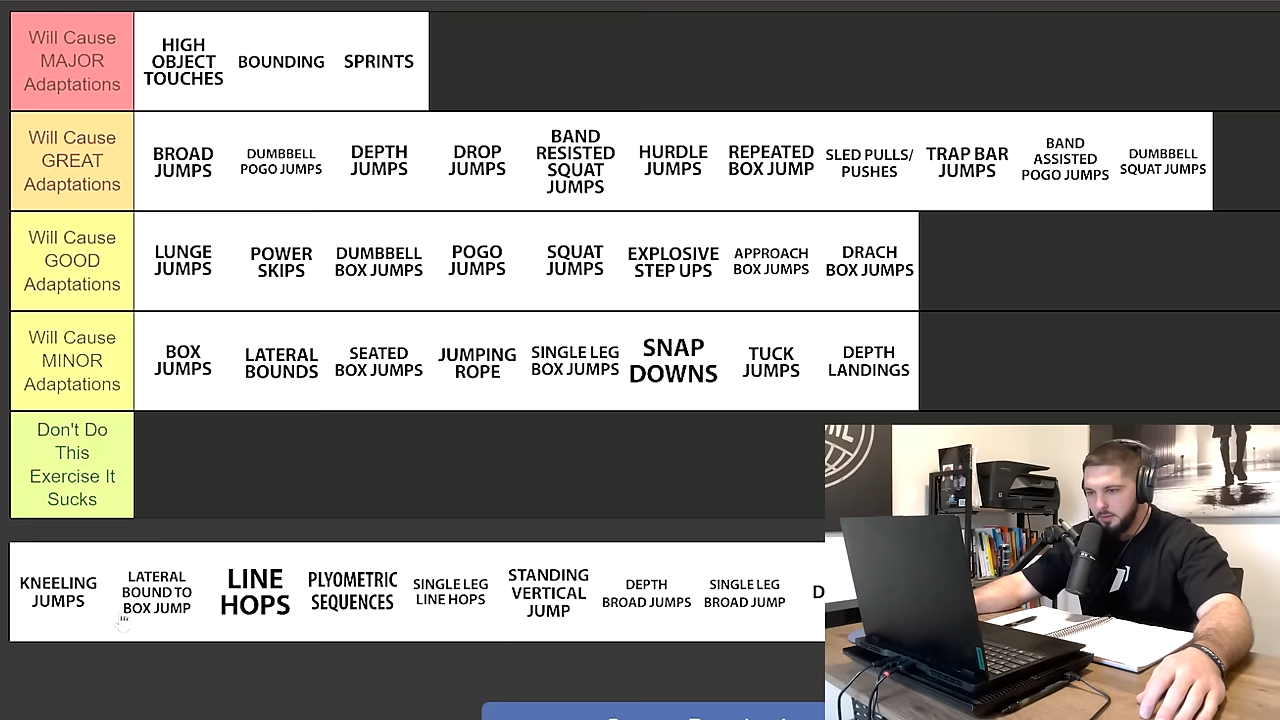 Will Cause
MAJOR
Adaptations
HIGH
OBJECT
TOUCHES
BOUNDING
SPRINTS
Will Cause
GREAT
Adaptations
BROAD
JUMPS
DUMBBELL
POGO JUMPS
DEPTH
JUMPS
DROP
JUMPS
BAND
RESISTED
SQUAT
JUMPS
HURDLE
JUMPS
REPEATED
BOX JUMP
SLED PULLS/
PUSHES
TRAP BAR
JUMPS
BAND
ASSISTED
POGO JUMPS
DUMBBELL
SQUAT JUMPS
Will Cause
GOOD
Adaptations
LUNGE
JUMPS
POWER
SKIPS
DUMBBELL
BOX JUMPS
POGO
JUMPS
SQUAT
JUMPS
EXPLOSIVE
STEP UPS
APPROACH
BOX JUMPS
DRACH
BOX JUMPS
Will Cause
MINOR
Adaptations
BOX
JUMPS
LATERAL
BOUNDS
SEATED
BOX JUMPS
JUMPING
ROPE
SINGLE LEG
BOX JUMPS
SNAP
DOWNS
TUCK
JUMPS
DEPTH
LANDINGS
Don't Do
This
Exercise It
Sucks
KNEELING
JUMPS
LATERAL
BOUND TO
BOX JUMP
LINE
HOPS
PLYOMETRIC
SEQUENCES
SINGLE LEG
LINE HOPS
STANDING
VERTICAL
JUMP
DEPTH
BROAD JUMPS
SINGLE LEG
BROAD JUMP